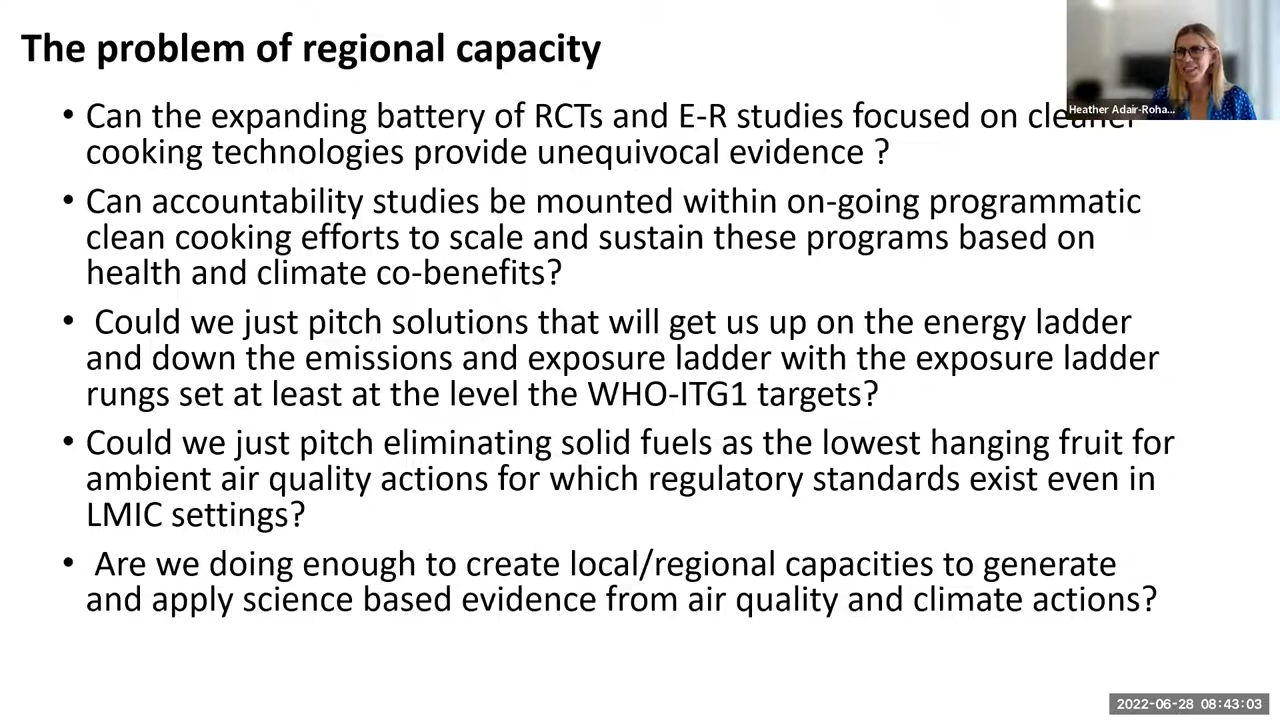 The problem of regional capacity
Heather Adair-Roha...
• Can the expanding battery of RCTs and E-R studies focused on cleaner
cooking technologies provide unequivocal evidence ?
• Can accountability studies be mounted within on-going programmatic
clean cooking efforts to scale and sustain these programs based on
health and climate co-benefits?
• Could we just pitch solutions that will get us up on the energy ladder
and down the emissions and exposure ladder with the exposure ladder
rungs set at least at the level the WHO-ITG1 targets?
• Could we just pitch eliminating solid fuels as the lowest hanging fruit for
ambient air quality actions for which regulatory standards exist even in
LMIC settings?
• Are we doing enough to create local/regional capacities to generate
and apply science based evidence from air quality and climate actions?
2022-06-28 08:43:03